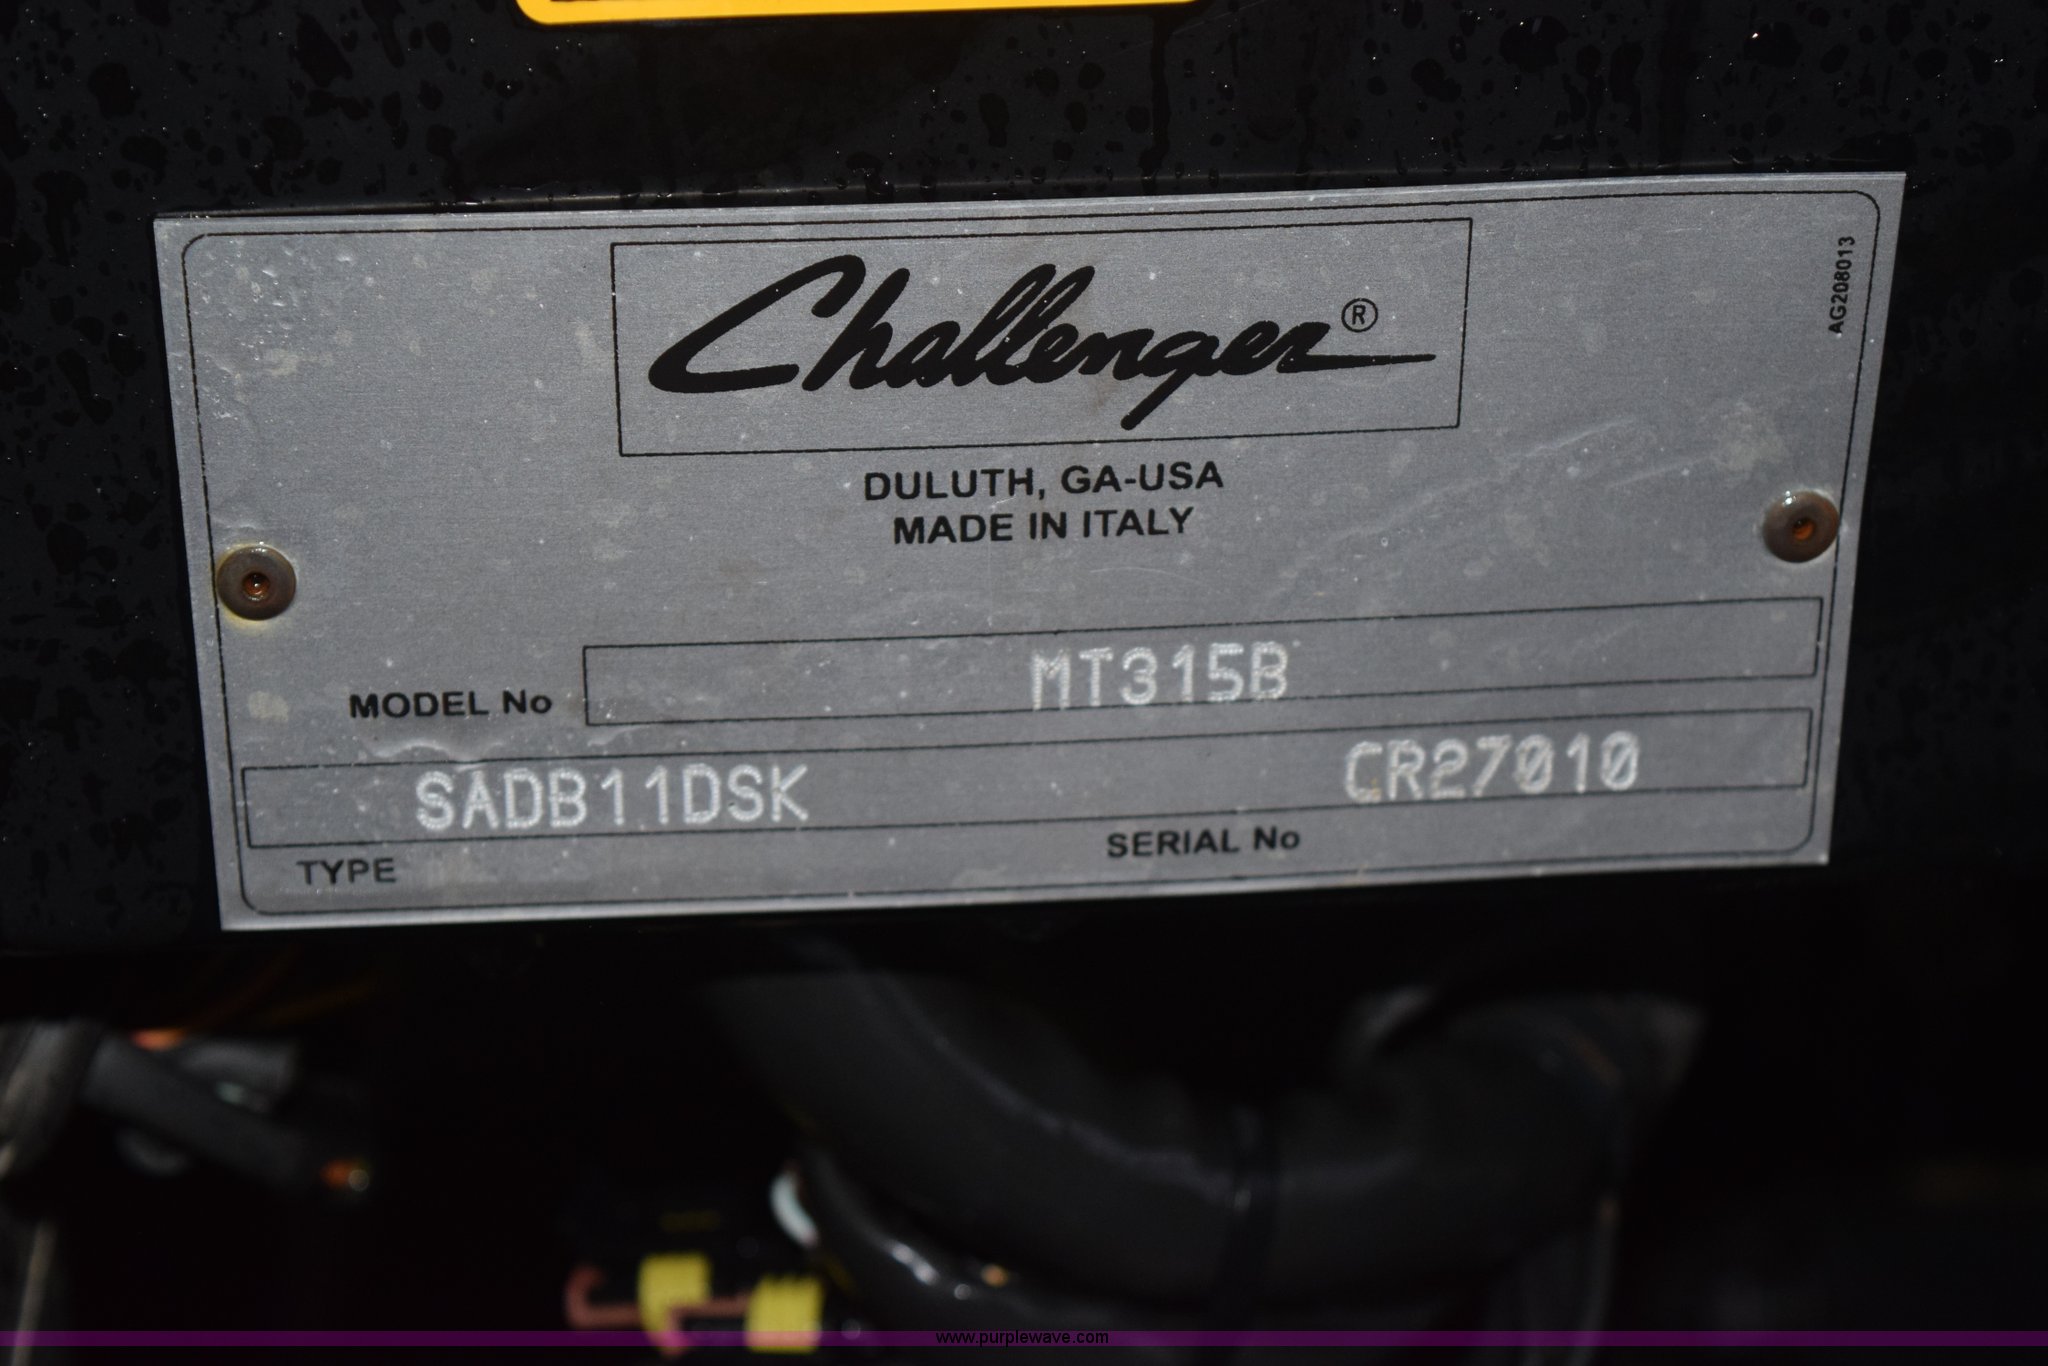 Challenger®
AG208013
DULUTH, GA-USA
MADE IN ITALY
MODEL No MT315B
SADB11DSK CR27010
TYPE SERIAL No
www.purplewave.com